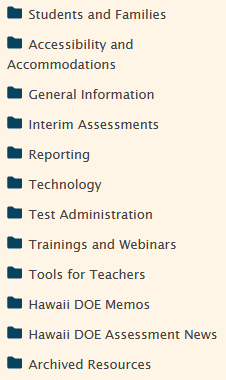 Students and Families
Accessibility and
Accommodations
General Information
Interim Assessments
Reporting
Technology
Test Administration
Trainings and Webinars
Tools for Teachers
Hawaii DOE Memos
Hawaii DOE Assessment News
Archived Resources